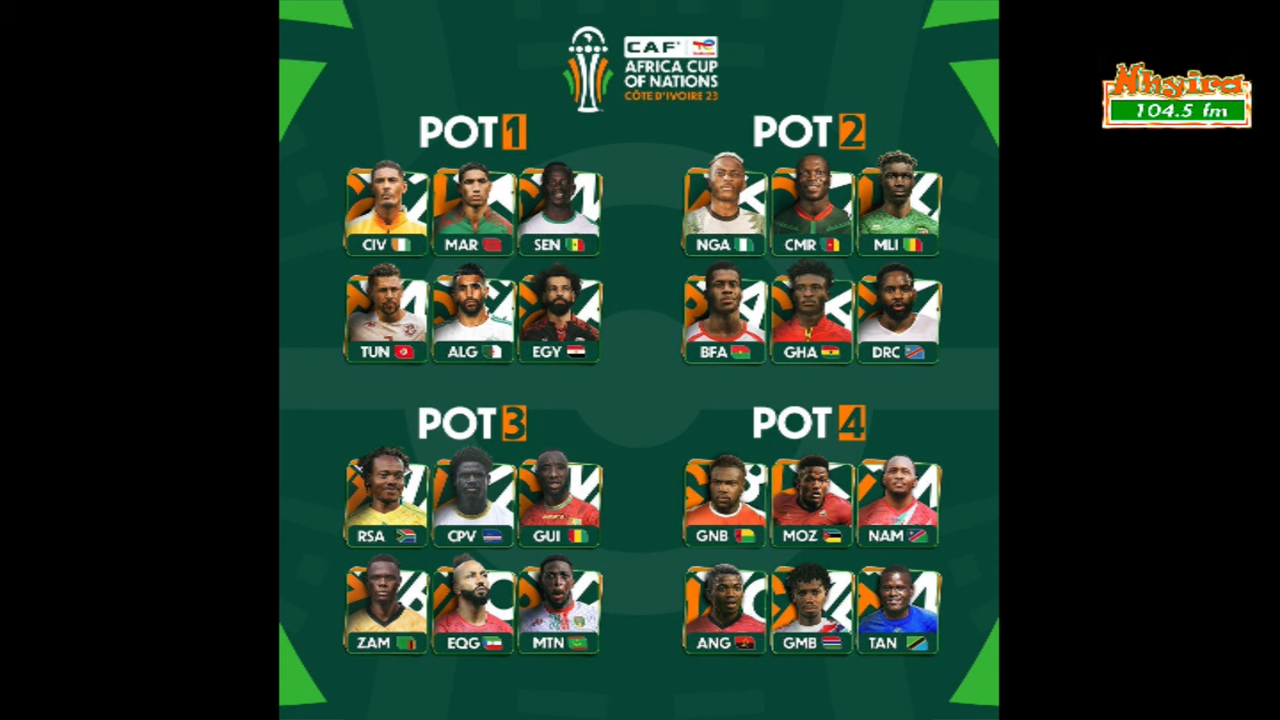 CAF
TotalEnergies
AFRICA CUP
OF NATIONS
CÔTE D'IVOIRE 23
Nhyira
104.5 fm
POT 1
CIV
MAR
SEN
TUN
ALG
EGY
POT 2
NGA
CMR
MLI
BFA
GHA
DRC
POT 3
RSA
CPV
GUI
ZAM
EQG
MTN
POT 4
GNB
MOZ
NAM
ANG
GMB
TAN